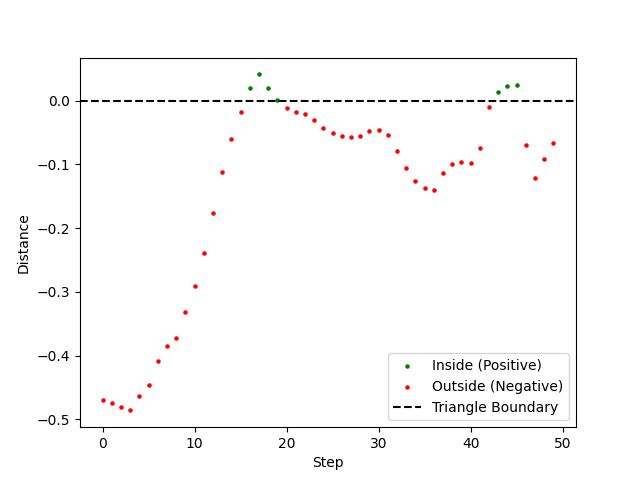 0.0
−0.1
−0.2
−0.3
−0.4
−0.5
Distance
0 10 20 30 40 50
Step
Inside (Positive)
Outside (Negative)
Triangle Boundary